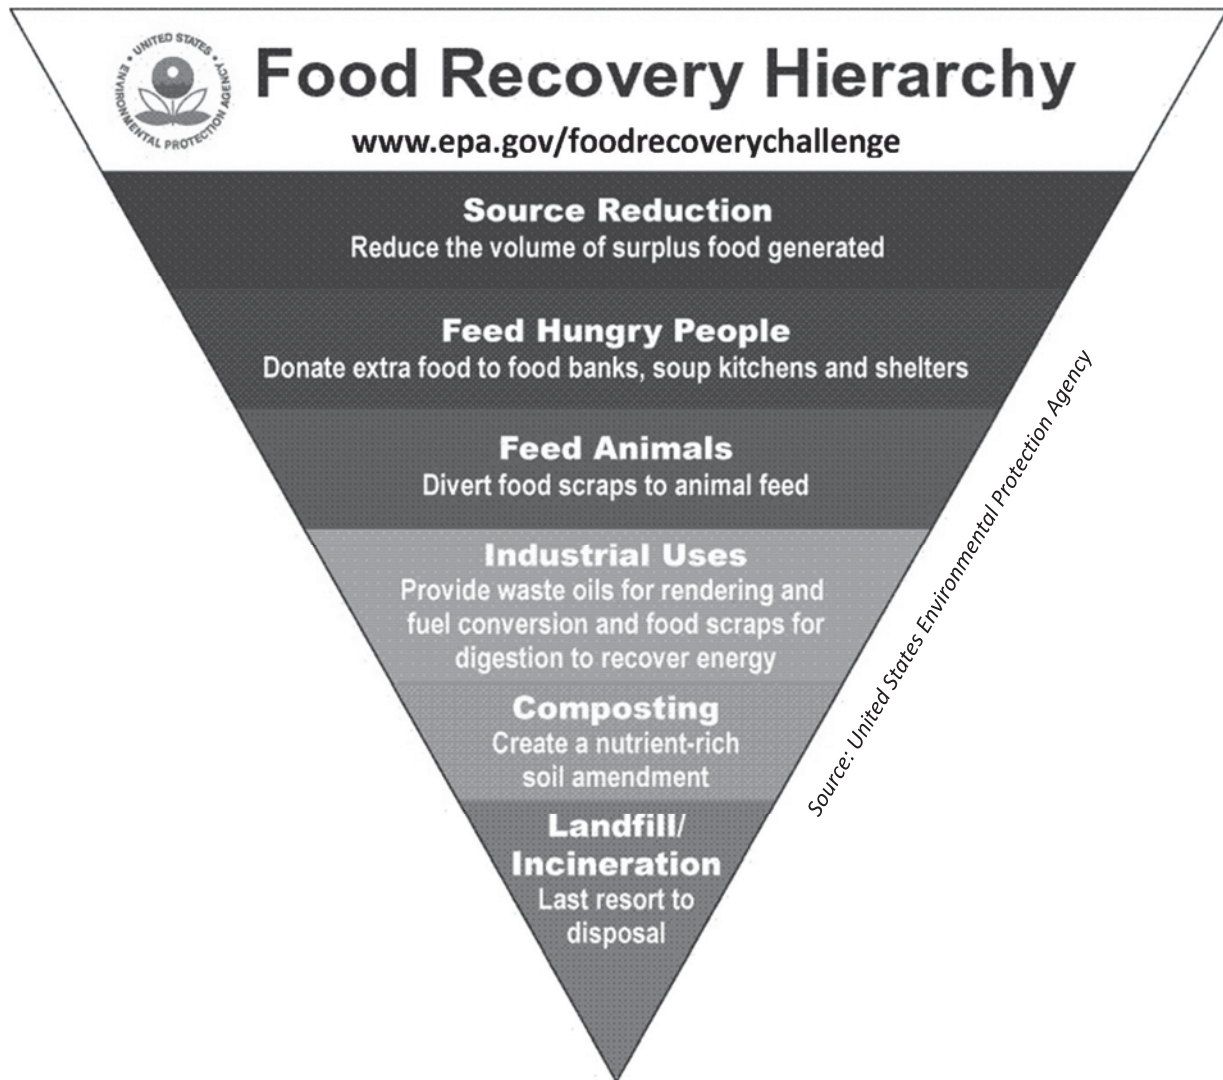 UNITED STATES
ENVIRONMENTAL PROTECTION AGENCY
Food Recovery Hierarchy
www.epa.gov/foodrecoverychallenge
Source Reduction
Reduce the volume of surplus food generated
Feed Hungry People
Donate extra food to food banks, soup kitchens and shelters
Feed Animals
Divert food scraps to animal feed
Industrial Uses
Provide waste oils for rendering and
fuel conversion and food scraps for
digestion to recover energy
Composting
Create a nutrient-rich
soil amendment
Landfill/
Incineration
Last resort to
disposal
Source: United States Environmental Protection Agency